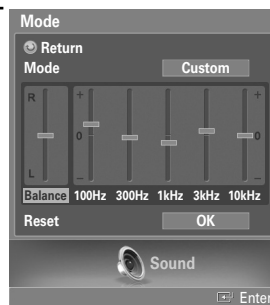 Mode
Return
Mode Custom
R + +
0 0
L - -
Balance 100Hz 300Hz 1kHz 3kHz 10kHz
Reset OK
Sound
Enter